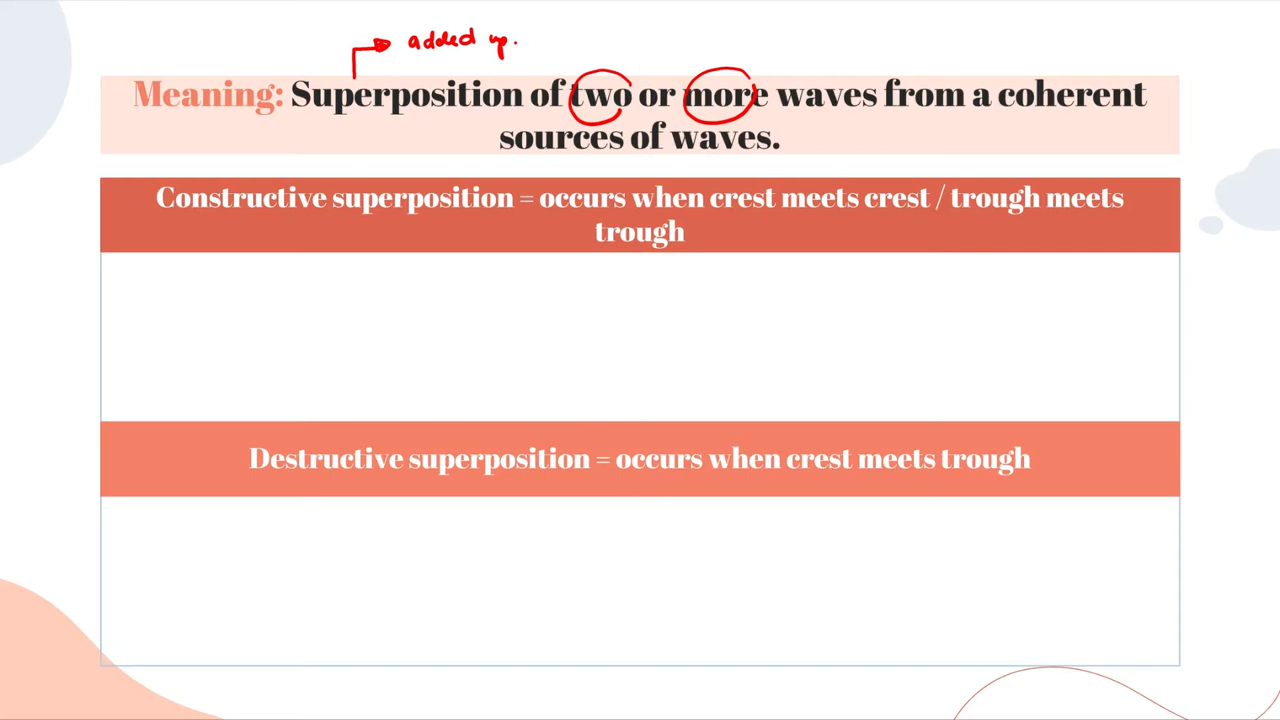 added up.
Meaning: Superposition of two or more waves from a coherent
sources of waves.
Constructive superposition = occurs when crest meets crest / trough meets
trough
Destructive superposition = occurs when crest meets trough